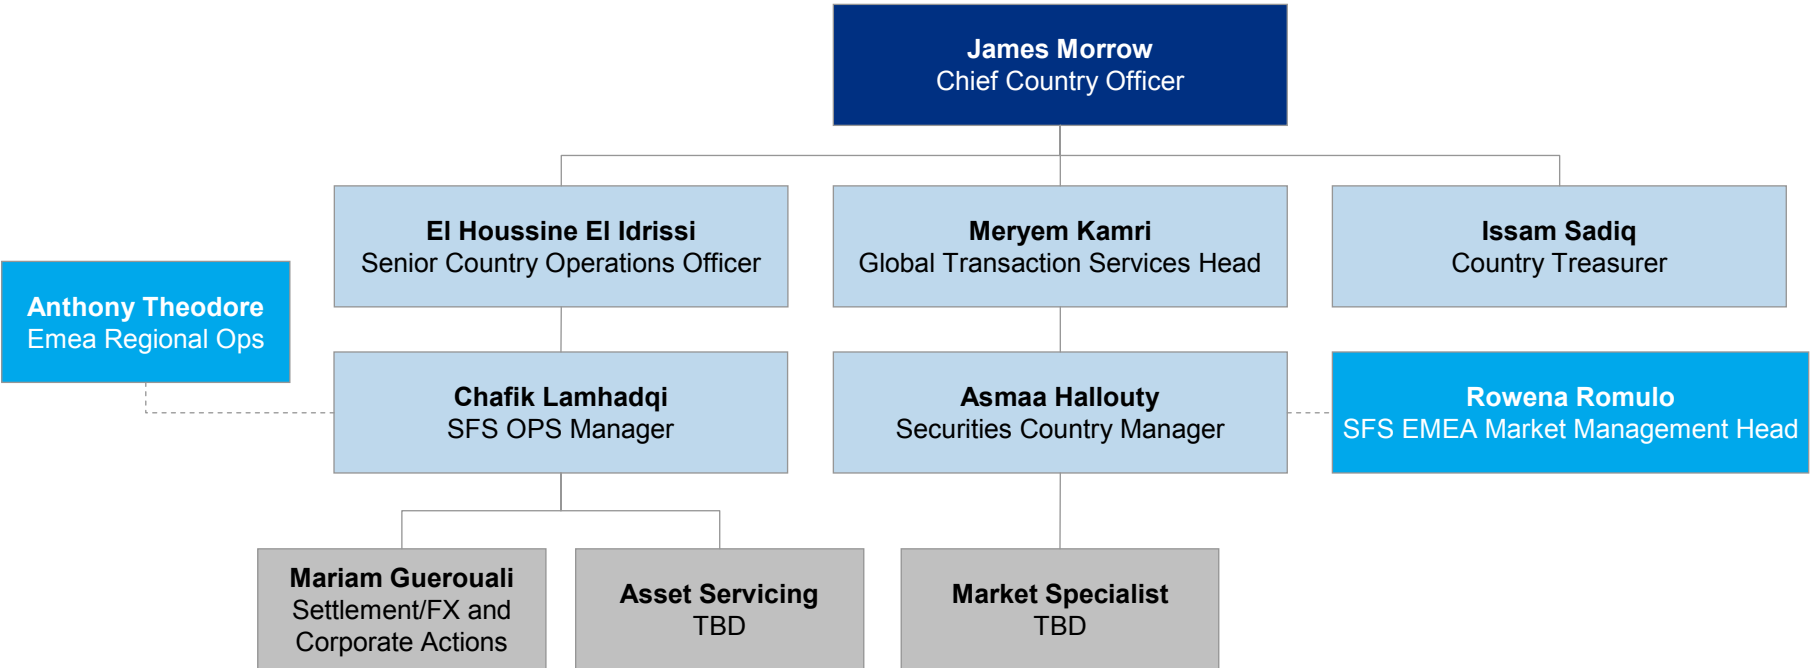 James Morrow
Chief Country Officer
El Houssine El Idrissi
Senior Country Operations Officer
Meryem Kamri
Global Transaction Services Head
Issam Sadiq
Country Treasurer
Anthony Theodore
Emea Regional Ops
Chafik Lamhadqi
SFS OPS Manager
Asmaa Hallouty
Securities Country Manager
Rowena Romulo
SFS EMEA Market Management Head
Mariam Guerouali
Settlement/FX and
Corporate Actions
Asset Servicing
TBD
Market Specialist
TBD